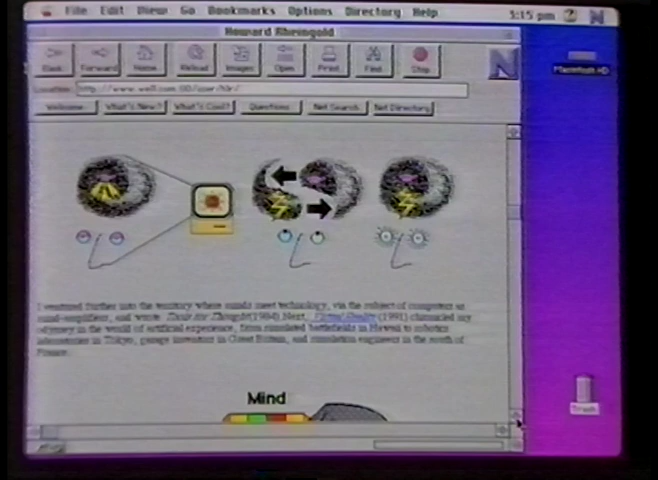 File Edit View Go Bookmarks Options Directory Help 5:15 pm
Howard Rheingold
Back Forward Home Reload Images Open Print Find Stop
N
Location: http://www.well.com:80/user/hlr/
Welcome What's New? What's Cool? Questions Net Search Net Directory
Macintosh HD
I ventured further into the territory where minds meet technology, via the subject of computers as
mind-amplifiers, and wrote Tools for Thought (1984). Next, Virtual Reality (1991) chronicled my
odyssey in the world of artificial experience, from simulated battlefields in Hawaii to robotics
laboratories in Tokyo, garage inventors in Great Britain, and simulation engineers in the south of
France.
Mind
Trash